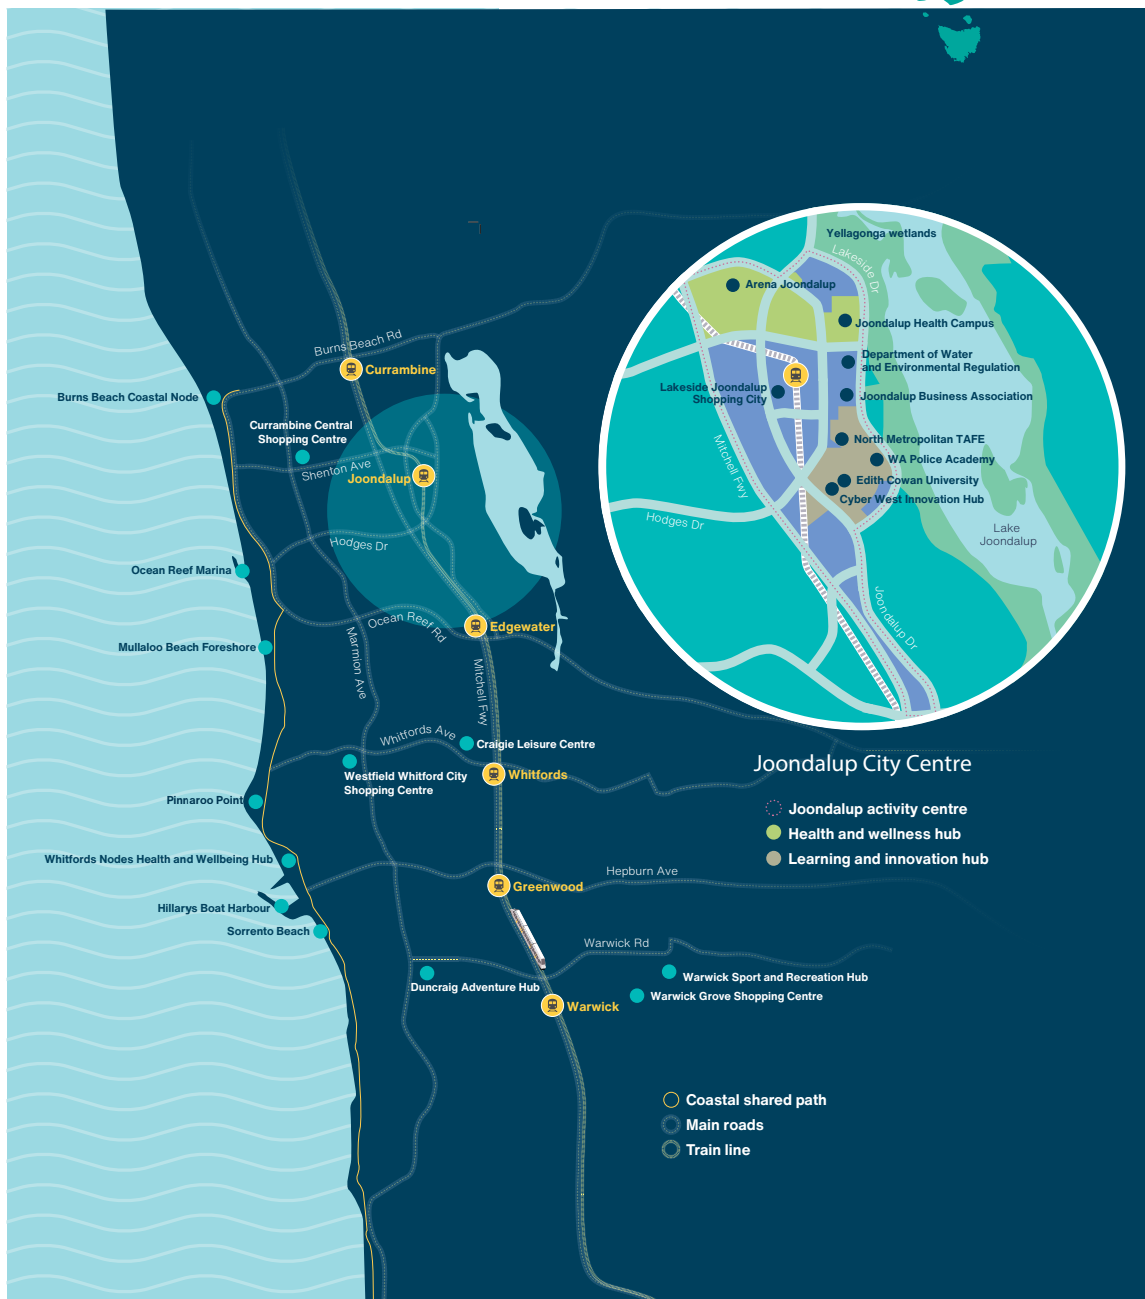 Yellagonga wetlands
Lakeside Dr
Arena Joondalup
Joondalup Health Campus
Department of Water
and Environmental Regulation
Lakeside Joondalup
Shopping City
Joondalup Business Association
North Metropolitan TAFE
WA Police Academy
Edith Cowan University
Cyber West Innovation Hub
Mitchell Fwy
Hodges Dr
Lake
Joondalup
Joondalup Dr
Burns Beach Rd
Currambine
Burns Beach Coastal Node
Currambine Central
Shopping Centre
Shenton Ave
Joondalup
Hodges Dr
Ocean Reef Marina
Ocean Reef Rd
Edgewater
Mullaloo Beach Foreshore
Marmion Ave
Mitchell Fwy
Whitfords Ave
Craigie Leisure Centre
Westfield Whitford City
Shopping Centre
Whitfords
Joondalup City Centre
Joondalup activity centre
Health and wellness hub
Learning and innovation hub
Pinnaroo Point
Whitfords Nodes Health and Wellbeing Hub
Hepburn Ave
Greenwood
Hillarys Boat Harbour
Sorrento Beach
Warwick Rd
Duncraig Adventure Hub
Warwick Sport and Recreation Hub
Warwick Grove Shopping Centre
Warwick
Coastal shared path
Main roads
Train line